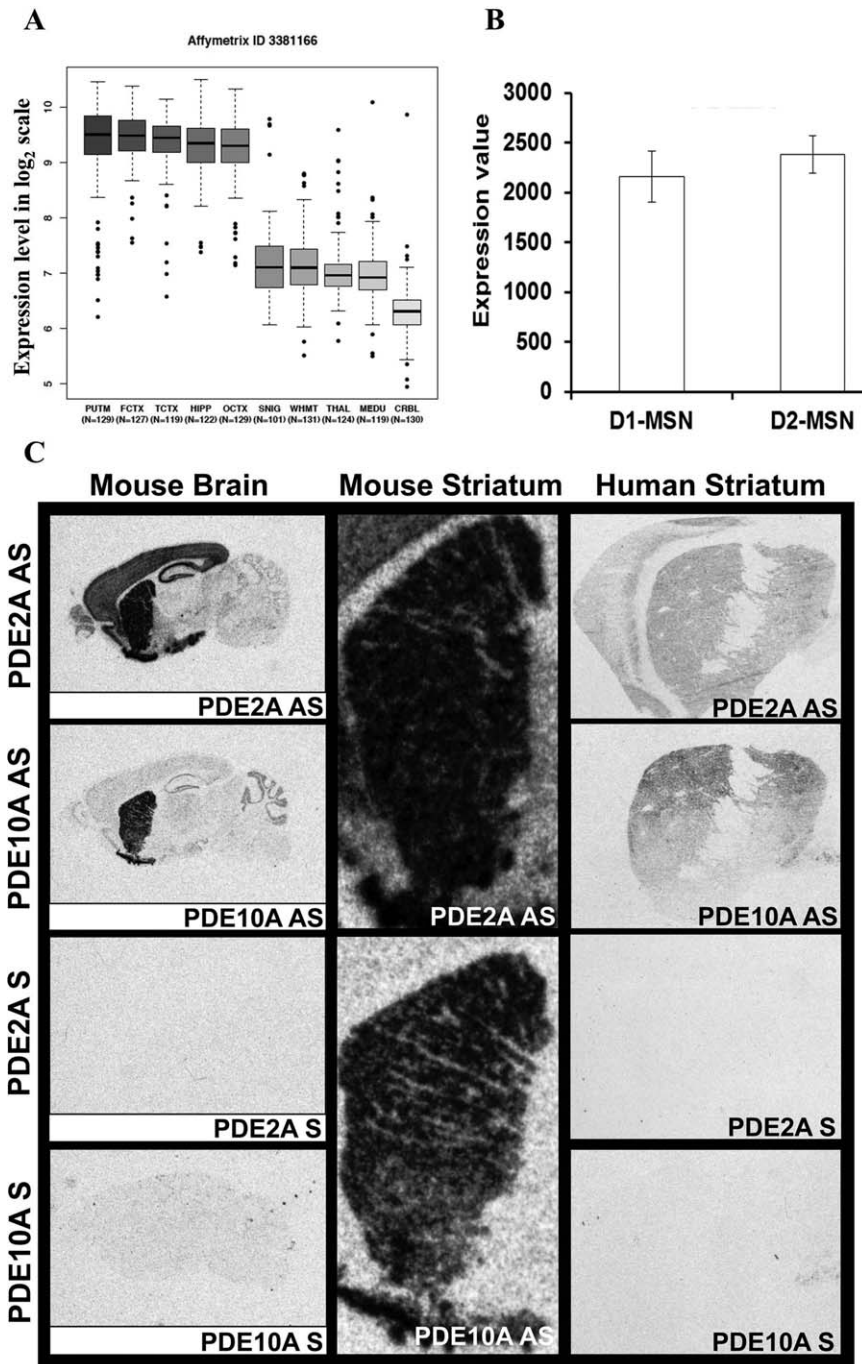 A
Affymetrix ID 3381166
Expression level in log2 scale
10
9
8
7
6
5
PUTM FCTX TCTX HIPP OCTX SNIG WHMT THAL MEDU CRBL
(N=129) (N=127) (N=119) (N=122) (N=129) (N=101) (N=131) (N=124) (N=119) (N=130)
B
Expression value
3000
2500
2000
1500
1000
500
0
D1-MSN D2-MSN
C
Mouse Brain Mouse Striatum Human Striatum
PDE2A AS
PDE2A AS
PDE2A AS
PDE10A AS
PDE10A AS
PDE2A AS
PDE10A AS
PDE2A S
PDE2A S
PDE2A S
PDE10A S
PDE10A S
PDE10A AS
PDE10A S